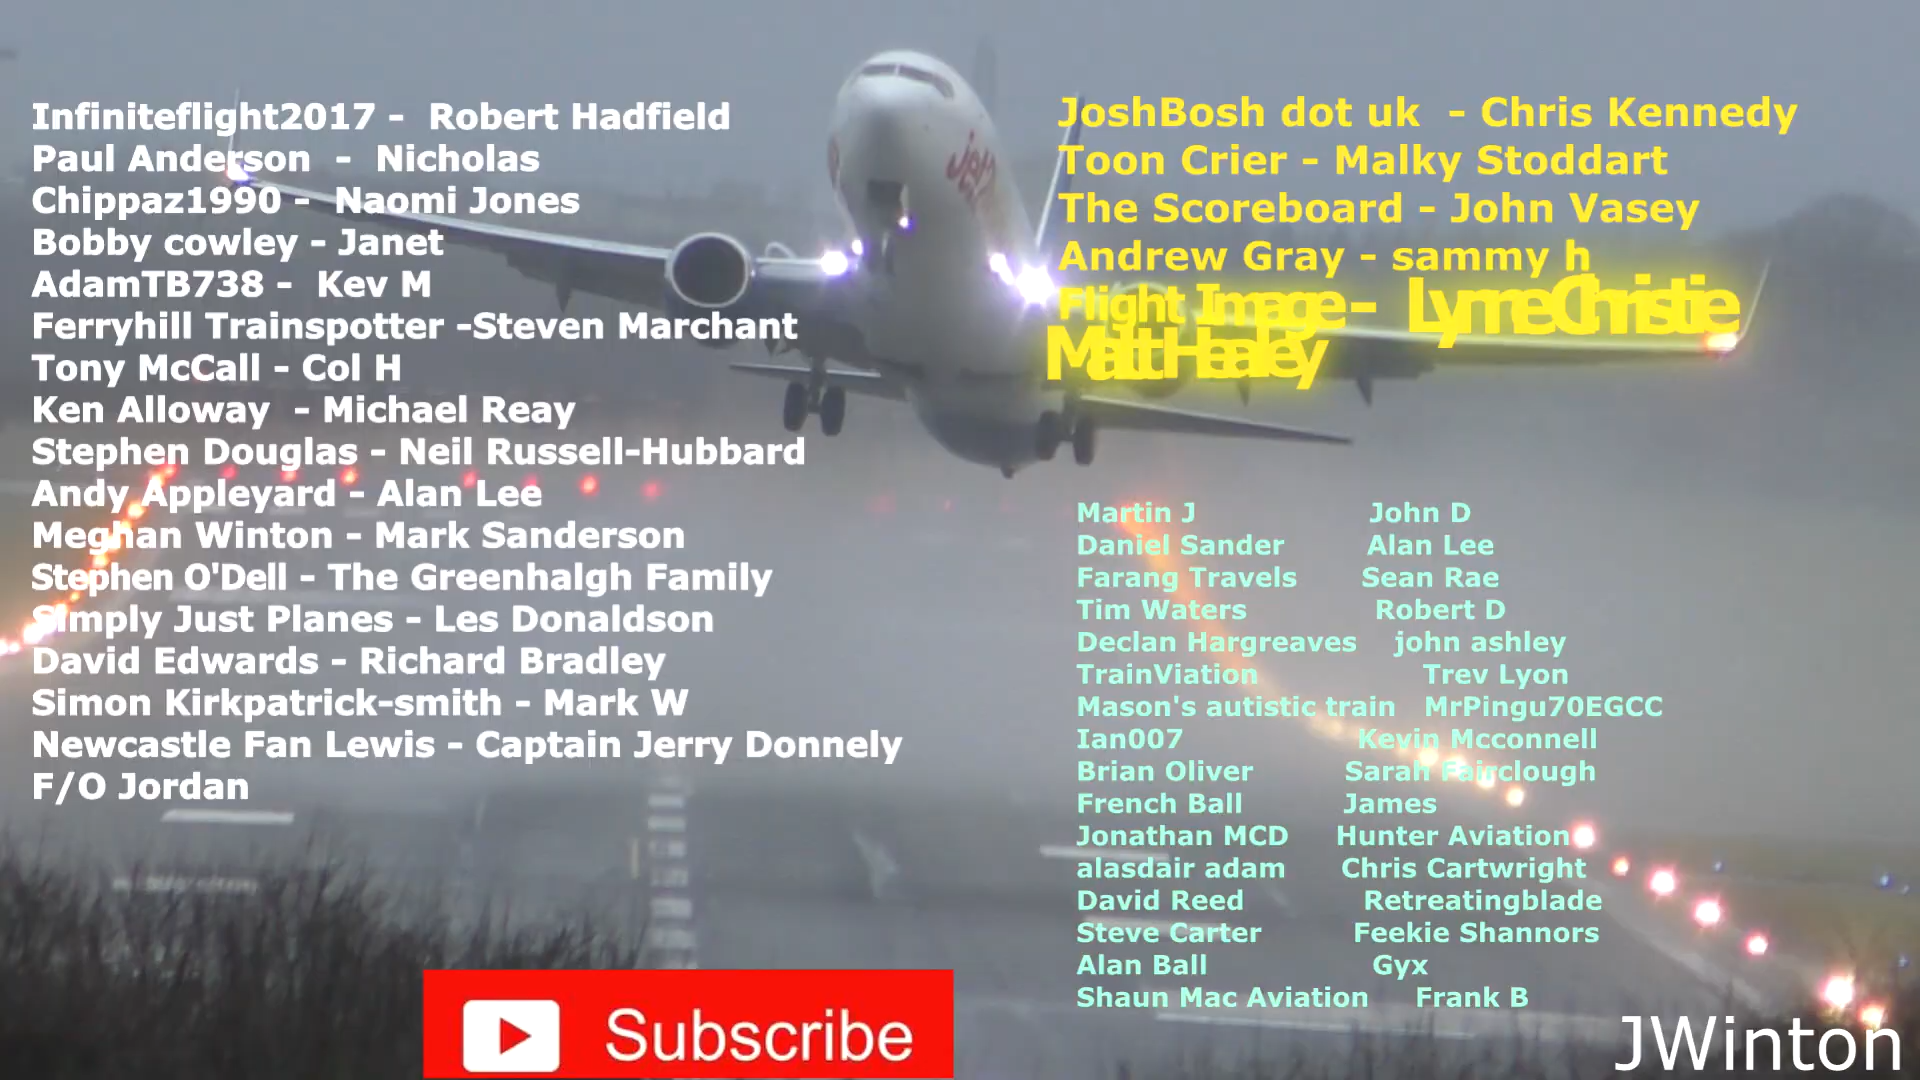 Infiniteflight2017 - Robert Hadfield
Paul Anderson - Nicholas
Chippaz1990 - Naomi Jones
Bobby cowley - Janet
AdamTB738 - Kev M
Ferryhill Trainspotter -Steven Marchant
Tony McCall - Col H
Ken Alloway - Michael Reay
Stephen Douglas - Neil Russell-Hubbard
Andy Appleyard - Alan Lee
Meghan Winton - Mark Sanderson
Stephen O'Dell - The Greenhalgh Family
Simply Just Planes - Les Donaldson
David Edwards - Richard Bradley
Simon Kirkpatrick-smith - Mark W
Newcastle Fan Lewis - Captain Jerry Donnely
F/O Jordan
JoshBosh dot uk - Chris Kennedy
Toon Crier - Malky Stoddart
The Scoreboard - John Vasey
Andrew Gray - sammy h
Flight Image - Lynne Christie
Matt Healey
Martin J John D
Daniel Sander Alan Lee
Farang Travels Sean Rae
Tim Waters Robert D
Declan Hargreaves john ashley
TrainViation Trev Lyon
Mason's autistic train MrPingu70EGCC
Ian007 Kevin Mcconnell
Brian Oliver Sarah Fairclough
French Ball James
Jonathan MCD Hunter Aviation
alasdair adam Chris Cartwright
David Reed Retreatingblade
Steve Carter Feekie Shannors
Alan Ball Gyx
Shaun Mac Aviation Frank B
Subscribe
JWinton